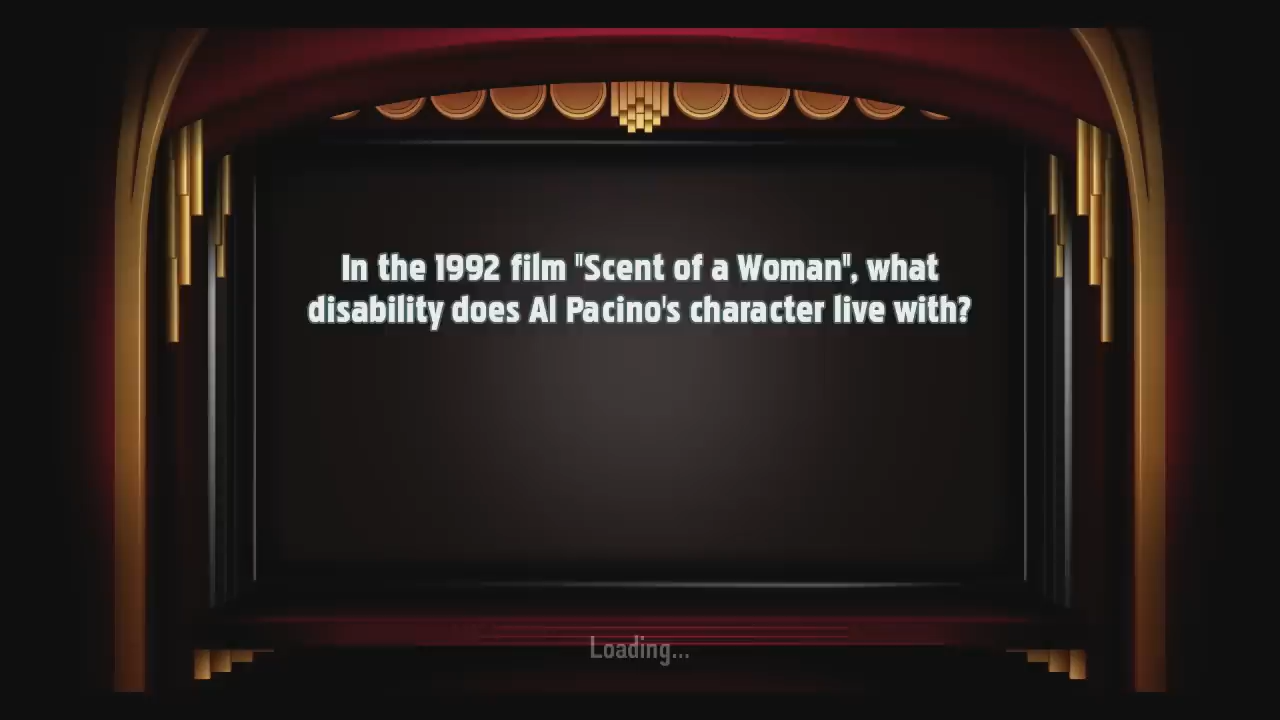 In the 1992 film "Scent of a Woman", what
disability does Al Pacino's character live with?
Loading...